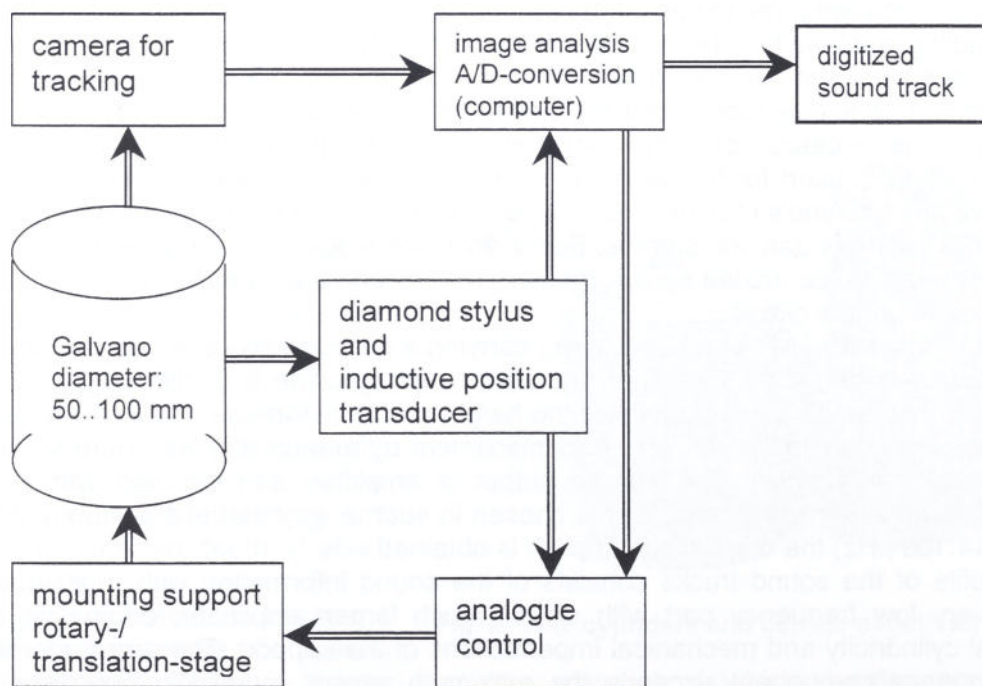 camera for
tracking
image analysis
A/D-conversion
(computer)
digitized
sound track
Galvano
diameter:
50..100 mm
diamond stylus
and
inductive position
transducer
mounting support
rotary-/
translation-stage
analogue
control